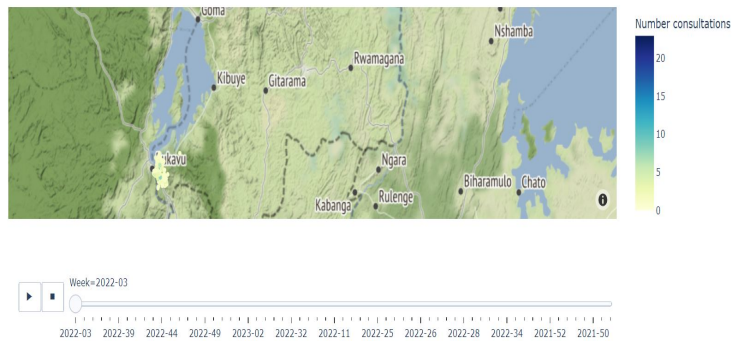 Goma
Nshamba
Rwamagana
Kibuye
Gitarama
Ngara
Biharamulo
Chato
Rulenge
Kabanga
Number consultations
20
15
10
5
0
Week=2022-03
2022-03 2022-39 2022-44 2022-49 2023-02 2022-32 2022-11 2022-25 2022-26 2022-28 2022-34 2021-52 2021-50